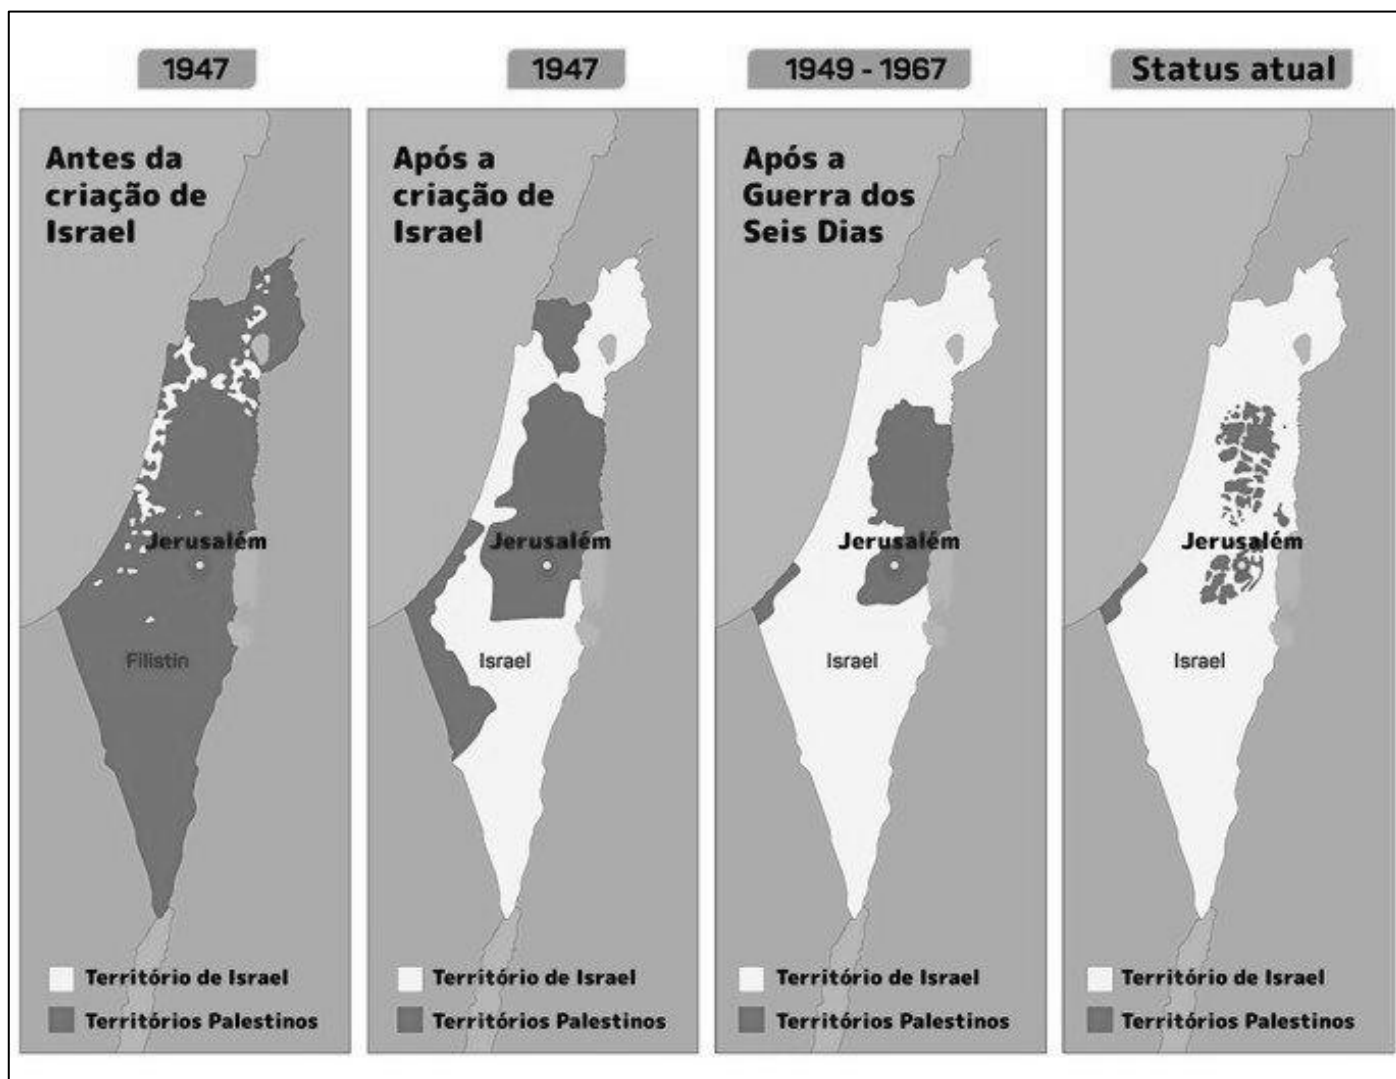 1947
Antes da
criação de
Israel
Jerusalém
Filistin
Território de Israel
Territórios Palestinos
1947
Após a
criação de
Israel
Jerusalém
Israel
Território de Israel
Territórios Palestinos
1949 - 1967
Após a
Guerra dos
Seis Dias
Jerusalém
Israel
Território de Israel
Territórios Palestinos
Status atual
Jerusalém
Israel
Território de Israel
Territórios Palestinos